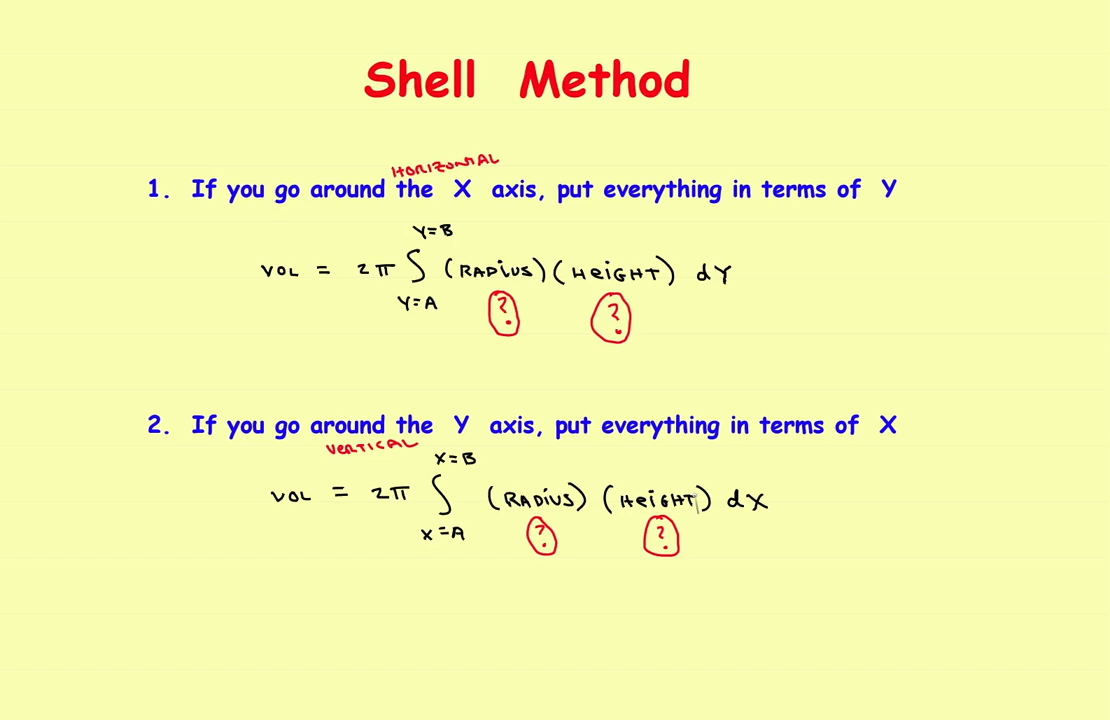 Shell Method
HORIZONTAL
1. If you go around the X axis, put everything in terms of Y
Y=B
VOL = 2π ∫ (RADIUS)(HEIGHT) dY
Y=A
? ?
2. If you go around the Y axis, put everything in terms of X
VERTICAL
X=B
VOL = 2π ∫ (RADIUS) (HEIGHT) dX
X=A
? ?